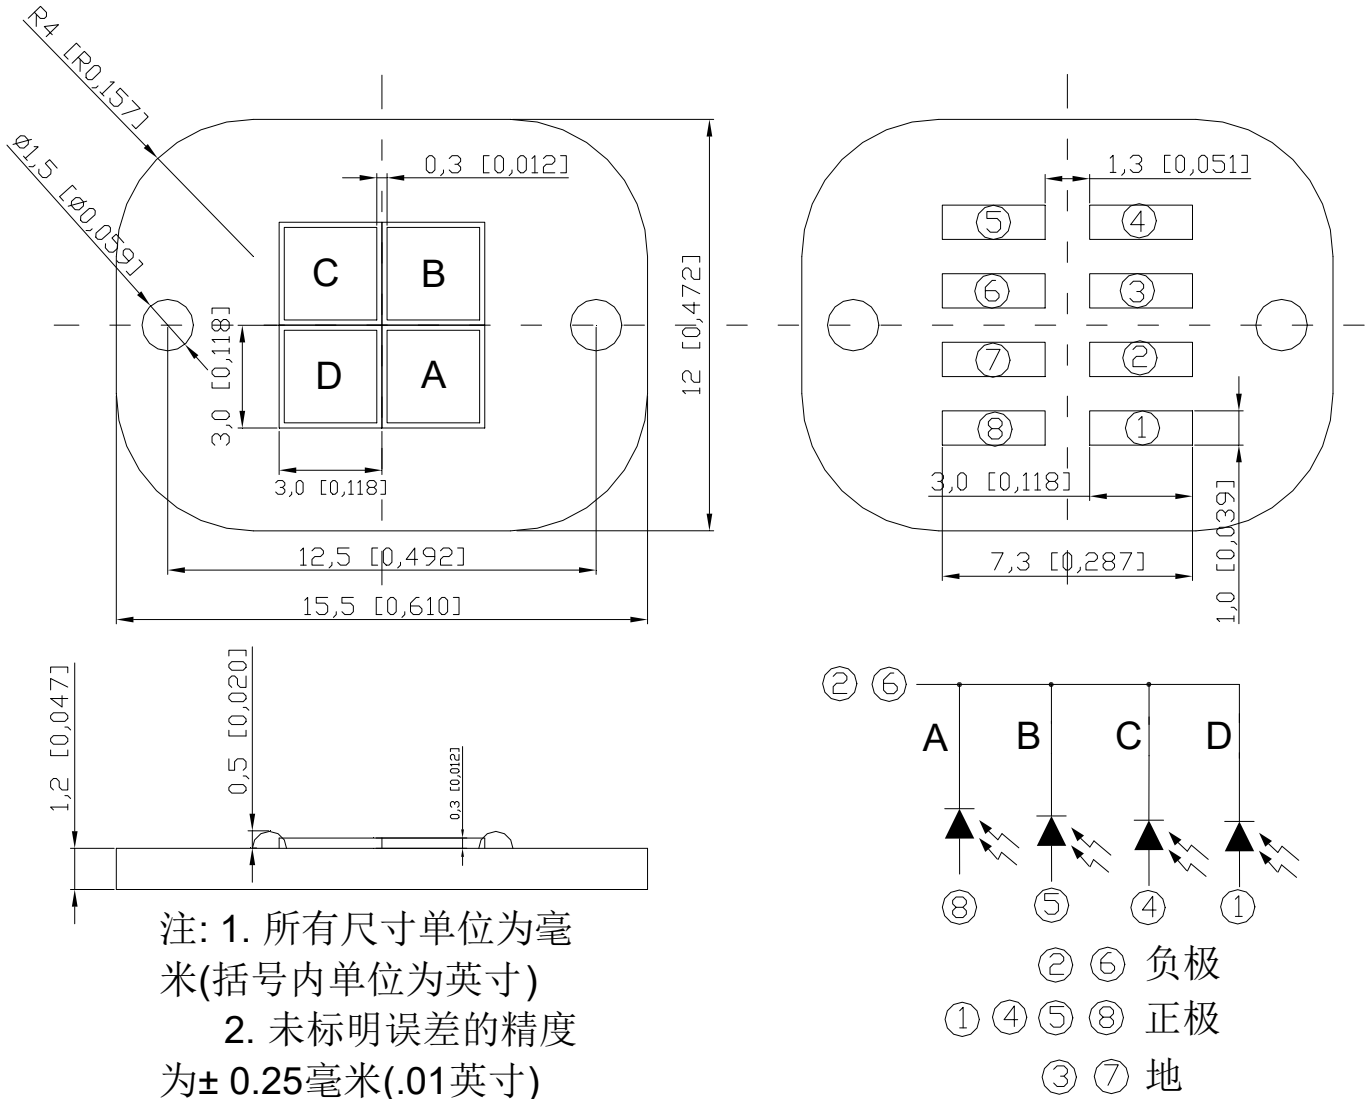 R4 [R0,157]
Ø1,5 [Ø0,059]
0,3 [0,012]
C
B
D
A
3,0 [0,118]
3,0 [0,118]
12 [0,472]
12,5 [0,492]
15,5 [0,610]
1,3 [0,051]
⑤ ④
⑥ ③
⑦ ②
⑧ ①
3,0 [0,118]
7,3 [0,287]
1,0 [0,039]
1,2 [0,047]
0,5 [0,020]
0,3 [0,012]
② ⑥
A B C D
⑧ ⑤ ④ ①
② ⑥ 负极
① ④ ⑤ ⑧ 正极
③ ⑦ 地
注: 1. 所有尺寸单位为毫
米(括号内单位为英寸)
2. 未标明误差的精度
为± 0.25毫米(.01英寸)